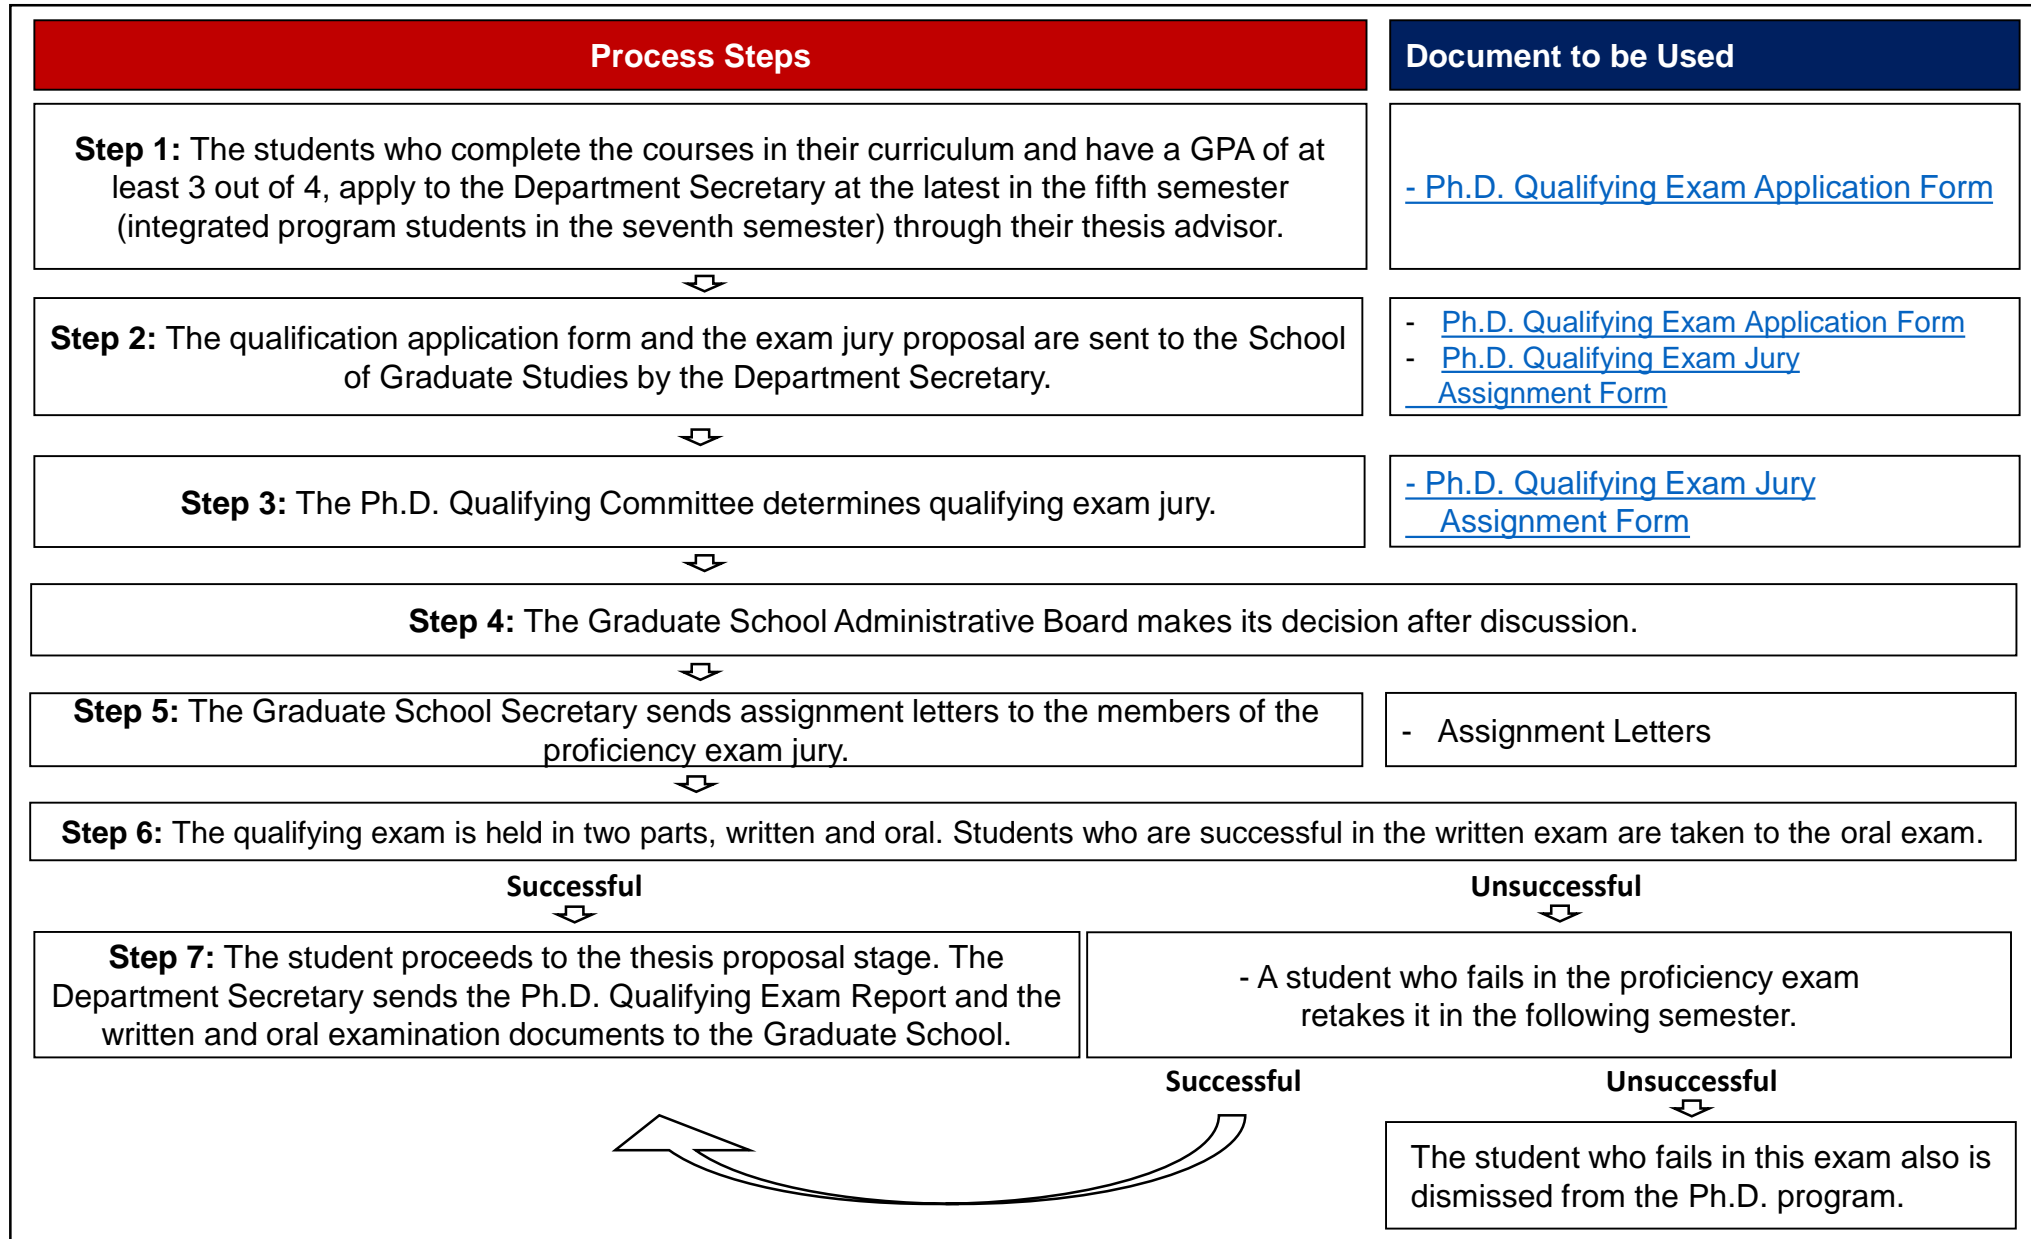 Process Steps
Document to be Used
Step 1: The students who complete the courses in their curriculum and have a GPA of at
least 3 out of 4, apply to the Department Secretary at the latest in the fifth semester
(integrated program students in the seventh semester) through their thesis advisor.
- Ph.D. Qualifying Exam Application Form
Step 2: The qualification application form and the exam jury proposal are sent to the School
of Graduate Studies by the Department Secretary.
- Ph.D. Qualifying Exam Application Form
- Ph.D. Qualifying Exam Jury
Assignment Form
Step 3: The Ph.D. Qualifying Committee determines qualifying exam jury.
- Ph.D. Qualifying Exam Jury
Assignment Form
Step 4: The Graduate School Administrative Board makes its decision after discussion.
Step 5: The Graduate School Secretary sends assignment letters to the members of the
proficiency exam jury.
- Assignment Letters
Step 6: The qualifying exam is held in two parts, written and oral. Students who are successful in the written exam are taken to the oral exam.
Successful
Unsuccessful
Step 7: The student proceeds to the thesis proposal stage. The
Department Secretary sends the Ph.D. Qualifying Exam Report and the
written and oral examination documents to the Graduate School.
- A student who fails in the proficiency exam
retakes it in the following semester.
Successful
Unsuccessful
The student who fails in this exam also is
dismissed from the Ph.D. program.